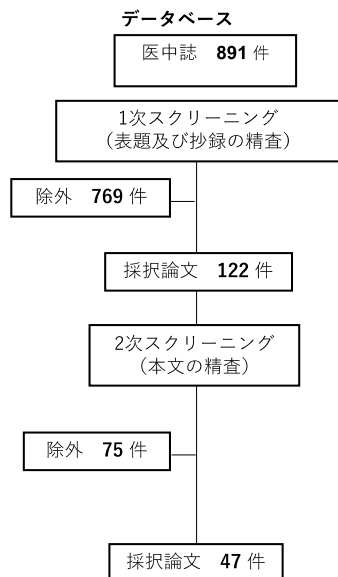 データベース
医中誌 891 件
1次スクリーニング
（表題及び抄録の精査）
除外 769 件
採択論文 122 件
2次スクリーニング
（本文の精査）
除外 75 件
採択論文 47 件